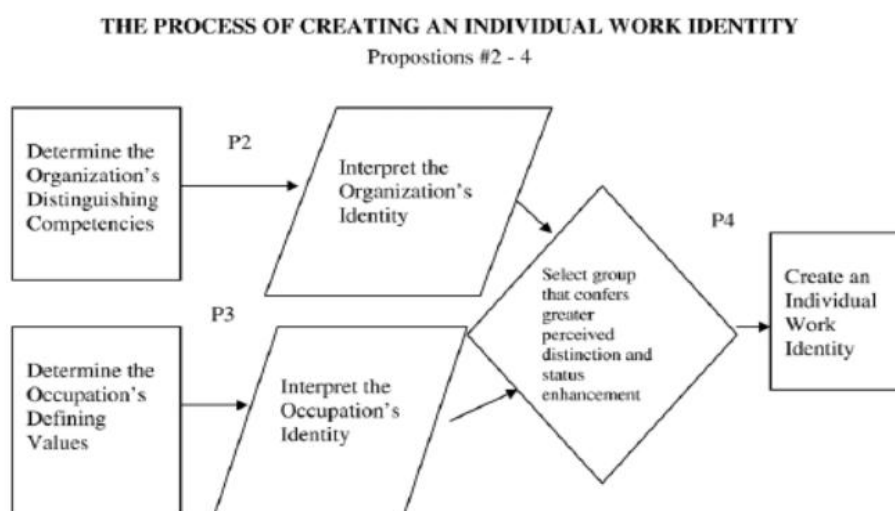 THE PROCESS OF CREATING AN INDIVIDUAL WORK IDENTITY
Propostions #2 - 4
Determine the
Organization's
Distinguishing
Competencies
P2
Interpret the
Organization's
Identity
P3
Determine the
Occupation's
Defining
Values
Interpret the
Occupation's
Identity
Select group
that confers
greater
perceived
distinction and
status
enhancement
P4
Create an
Individual
Work
Identity